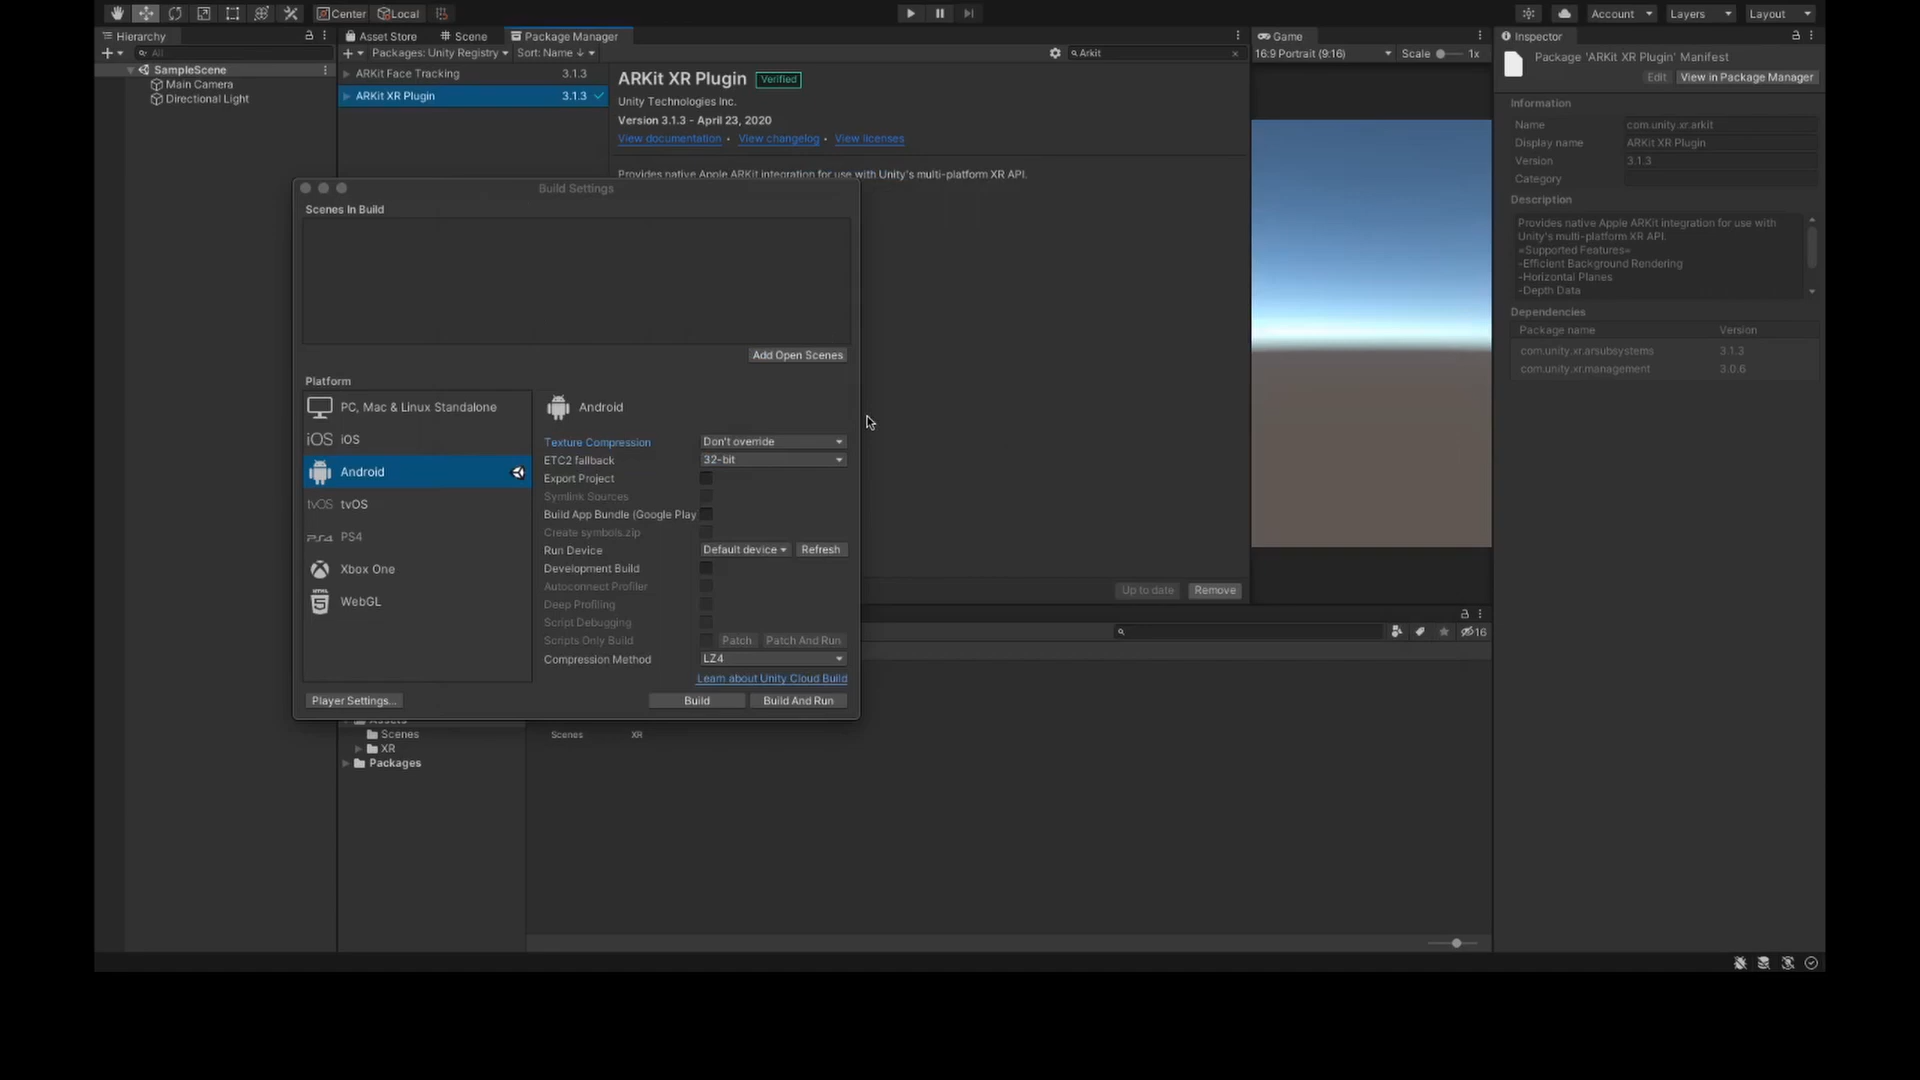 Center
Local
Account
Layers
Layout
Hierarchy
All
SampleScene
Main Camera
Directional Light
Asset Store
Scene
Package Manager
Packages: Unity Registry
Sort: Name ↓
Arkit
ARKit Face Tracking 3.1.3
ARKit XR Plugin 3.1.3
ARKit XR Plugin Verified
Unity Technologies Inc.
Version 3.1.3 - April 23, 2020
View documentation • View changelog • View licenses
Provides native Apple ARKit integration for use with Unity's multi-platform XR API.
Up to date
Remove
Build Settings
Scenes In Build
Add Open Scenes
Platform
PC, Mac & Linux Standalone
iOS iOS
Android
tvOS tvOS
PS4 PS4
Xbox One
HTML 5 WebGL
Android
Texture Compression Don't override
ETC2 fallback 32-bit
Export Project
Symlink Sources
Build App Bundle (Google Play
Create symbols.zip
Run Device Default device Refresh
Development Build
Autoconnect Profiler
Deep Profiling
Script Debugging
Scripts Only Build Patch Patch And Run
Compression Method LZ4
Learn about Unity Cloud Build
Player Settings...
Build
Build And Run
Assets
Scenes
XR
Packages
Scenes
XR
16
Game
16:9 Portrait (9:16)
Scale 1x
Inspector
Package 'ARKit XR Plugin' Manifest
Edit
View in Package Manager
Information
Name com.unity.xr.arkit
Display name ARKit XR Plugin
Version 3.1.3
Category
Description
Provides native Apple ARKit integration for use with
Unity's multi-platform XR API.
=Supported Features=
-Efficient Background Rendering
-Horizontal Planes
-Depth Data
Dependencies
Package name Version
com.unity.xr.arsubsystems 3.1.3
com.unity.xr.management 3.0.6